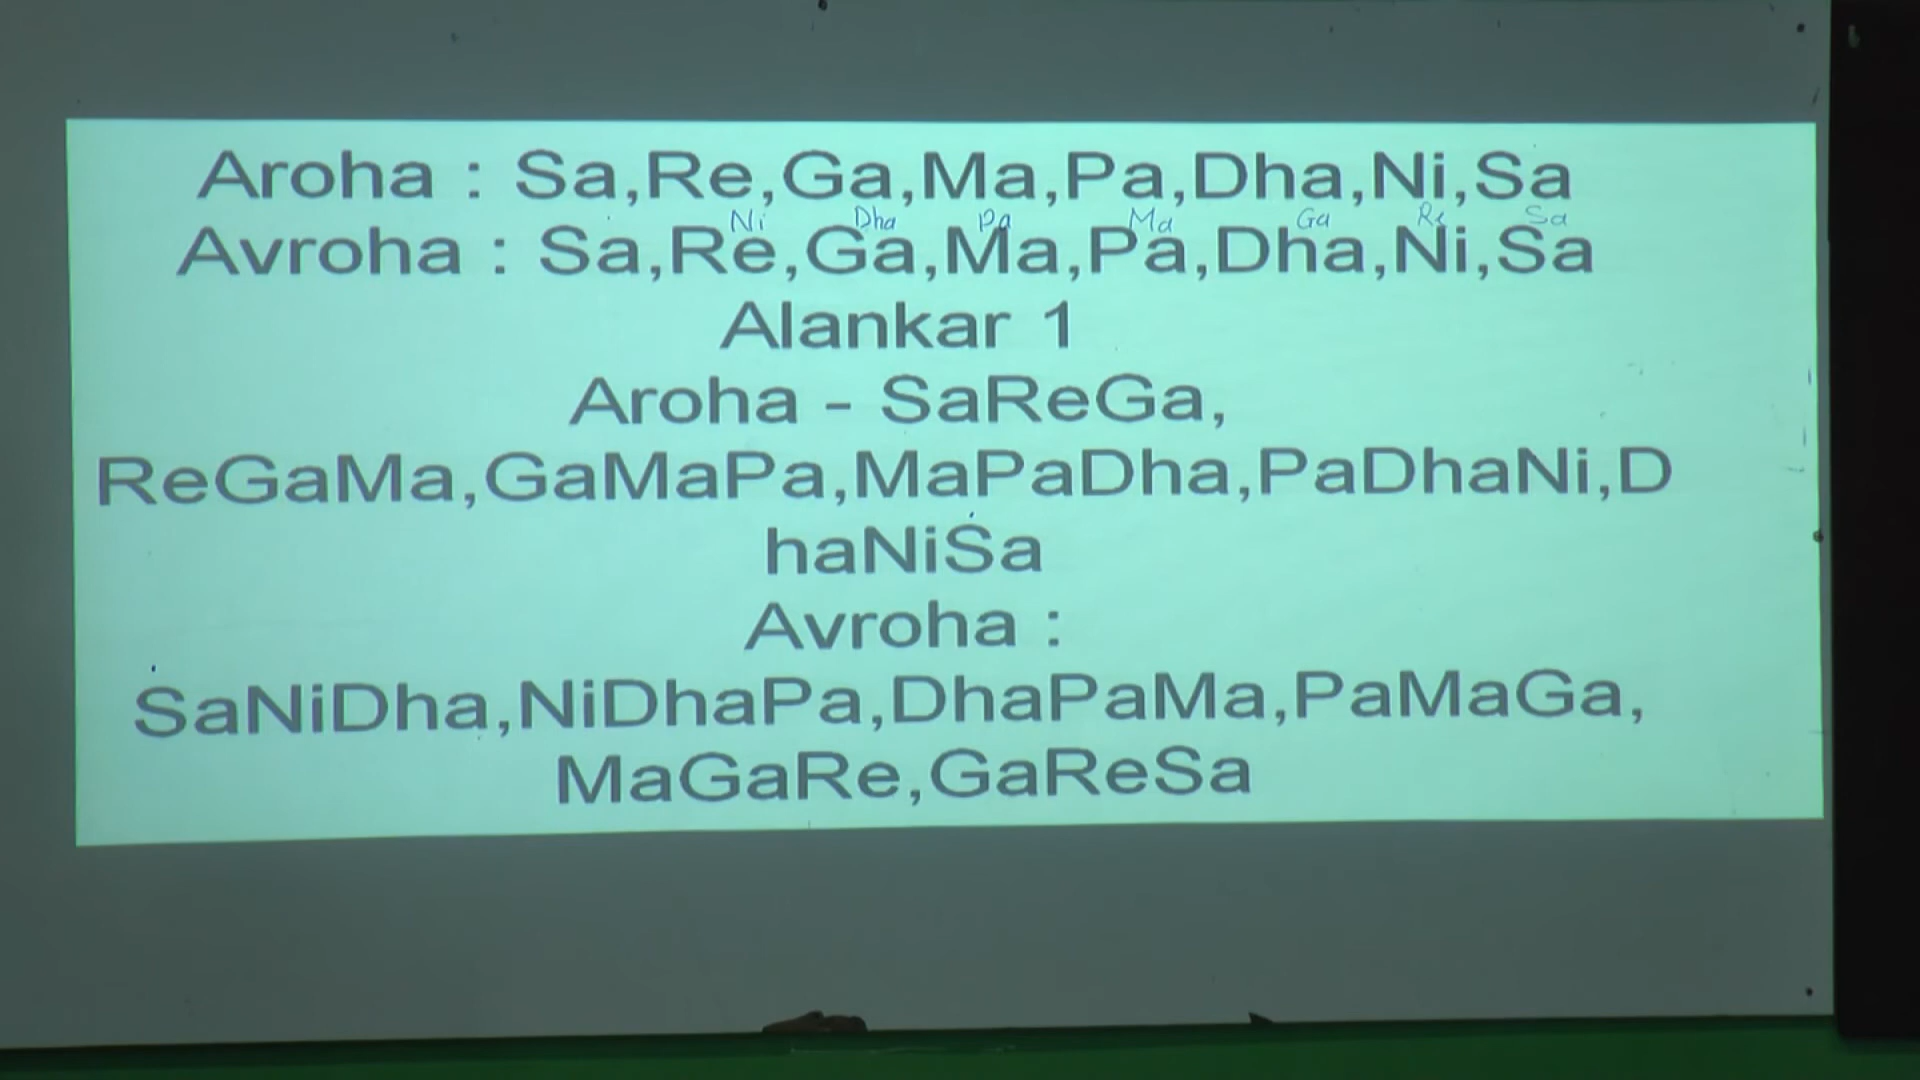 Aroha : Sa,Re,Ga,Ma,Pa,Dha,Ni,Sa
Ni Dha Pa Ma Ga Re Sa
Avroha : Sa,Re,Ga,Ma,Pa,Dha,Ni,Sa
Alankar 1
Aroha - SaReGa,
ReGaMa,GaMaPa,MaPaDha,PaDhaNi,D
haNiSa
Avroha :
SaNiDha,NiDhaPa,DhaPaMa,PaMaGa,
MaGaRe,GaReSa